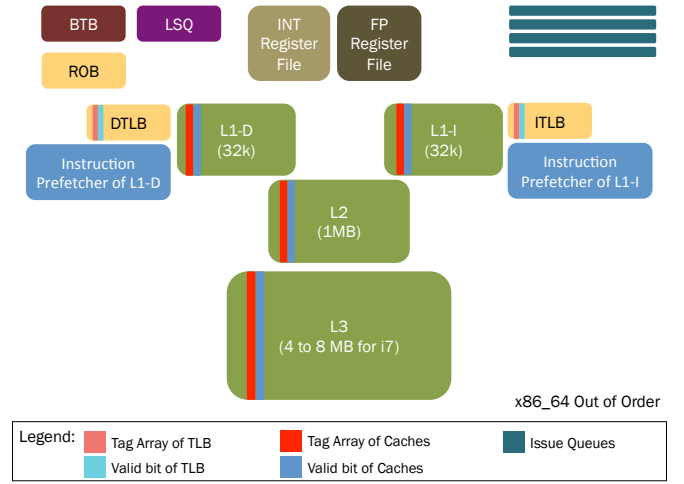 BTB
LSQ
INT
Register
File
FP
Register
File
ROB
DTLB
L1-D
(32k)
L1-I
(32k)
ITLB
Instruction
Prefetcher of L1-D
Instruction
Prefetcher of L1-I
L2
(1MB)
L3
(4 to 8 MB for i7)
x86_64 Out of Order
Legend:
Tag Array of TLB
Tag Array of Caches
Issue Queues
Valid bit of TLB
Valid bit of Caches